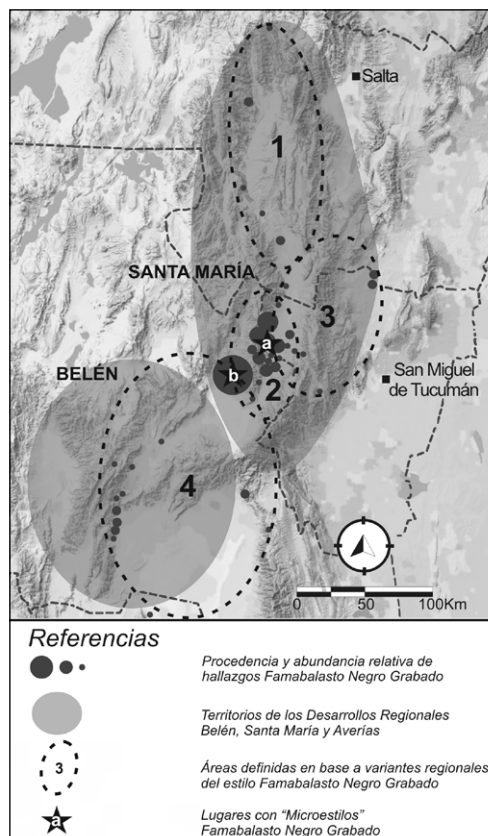 Salta
1
SANTA MARÍA
3
a
San Miguel
de Tucumán
BELÉN
b
2
4
0 50 100Km
Referencias
Procedencia y abundancia relativa de
hallazgos Famabalasto Negro Grabado
Territorios de los Desarrollos Regionales
Belén, Santa María y Averías
3
Áreas definidas en base a variantes regionales
del estilo Famabalasto Negro Grabado
a
Lugares con "Microestilos"
Famabalasto Negro Grabado